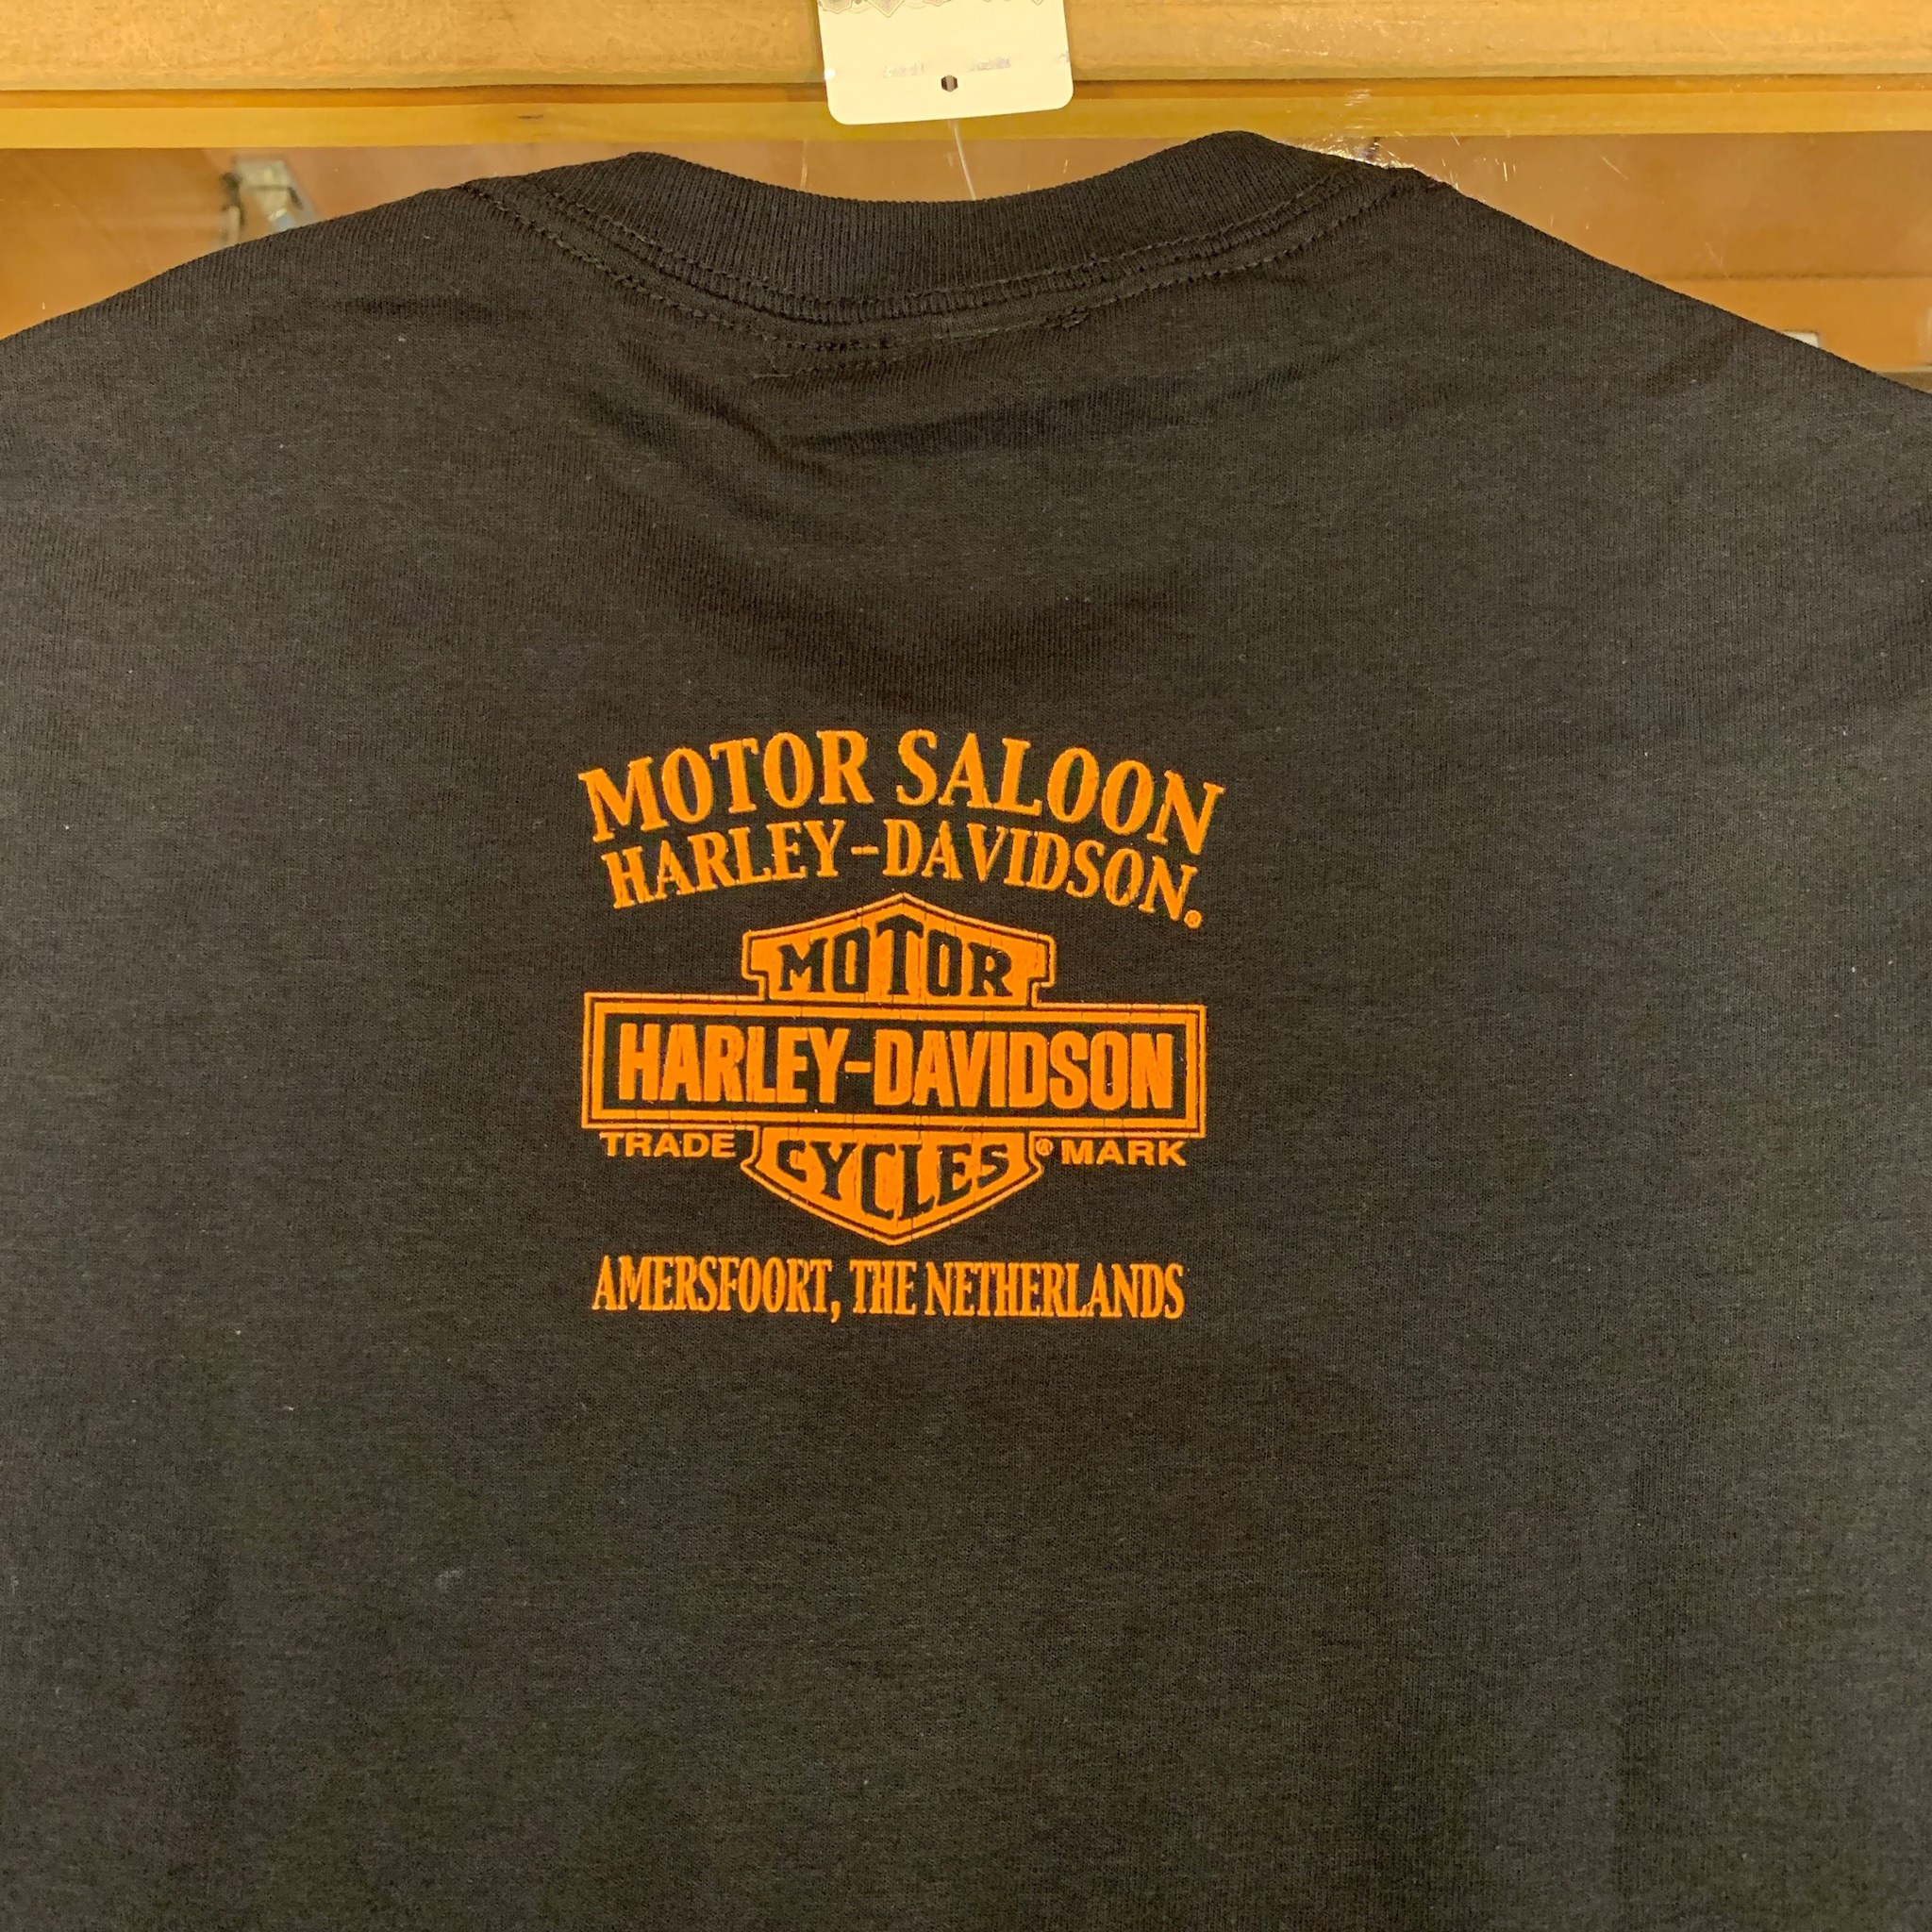 MOTOR SALOON
HARLEY-DAVIDSON®
MOTOR
HARLEY-DAVIDSON
TRADE ® MARK
CYCLES
AMERSFOORT, THE NETHERLANDS